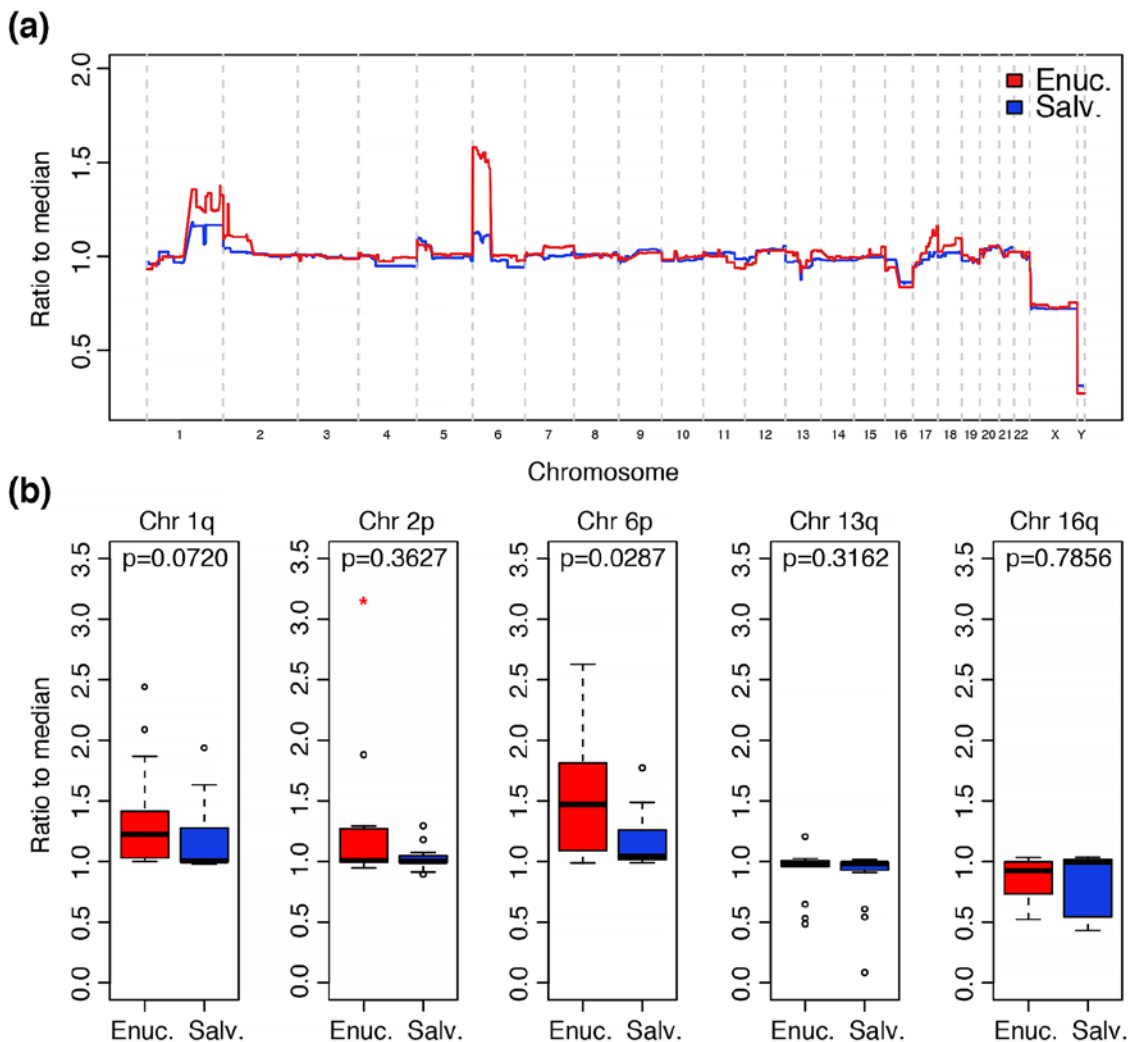 (a)
Enuc.
Salv.
2.0
1.5
1.0
0.5
Ratio to median
1 2 3 4 5 6 7 8 9 10 11 12 13 14 15 16 17 18 19 20 21 22 X Y
Chromosome
(b)
Chr 1q Chr 2p Chr 6p Chr 13q Chr 16q
p=0.0720 p=0.3627 p=0.0287 p=0.3162 p=0.7856
3.5 3.5 3.5 3.5 3.5
3.0 3.0 3.0 3.0 3.0
2.5 2.5 2.5 2.5 2.5
2.0 2.0 2.0 2.0 2.0
1.5 1.5 1.5 1.5 1.5
1.0 1.0 1.0 1.0 1.0
0.5 0.5 0.5 0.5 0.5
0.0 0.0 0.0 0.0 0.0
Ratio to median
Enuc. Salv. Enuc. Salv. Enuc. Salv. Enuc. Salv. Enuc. Salv.